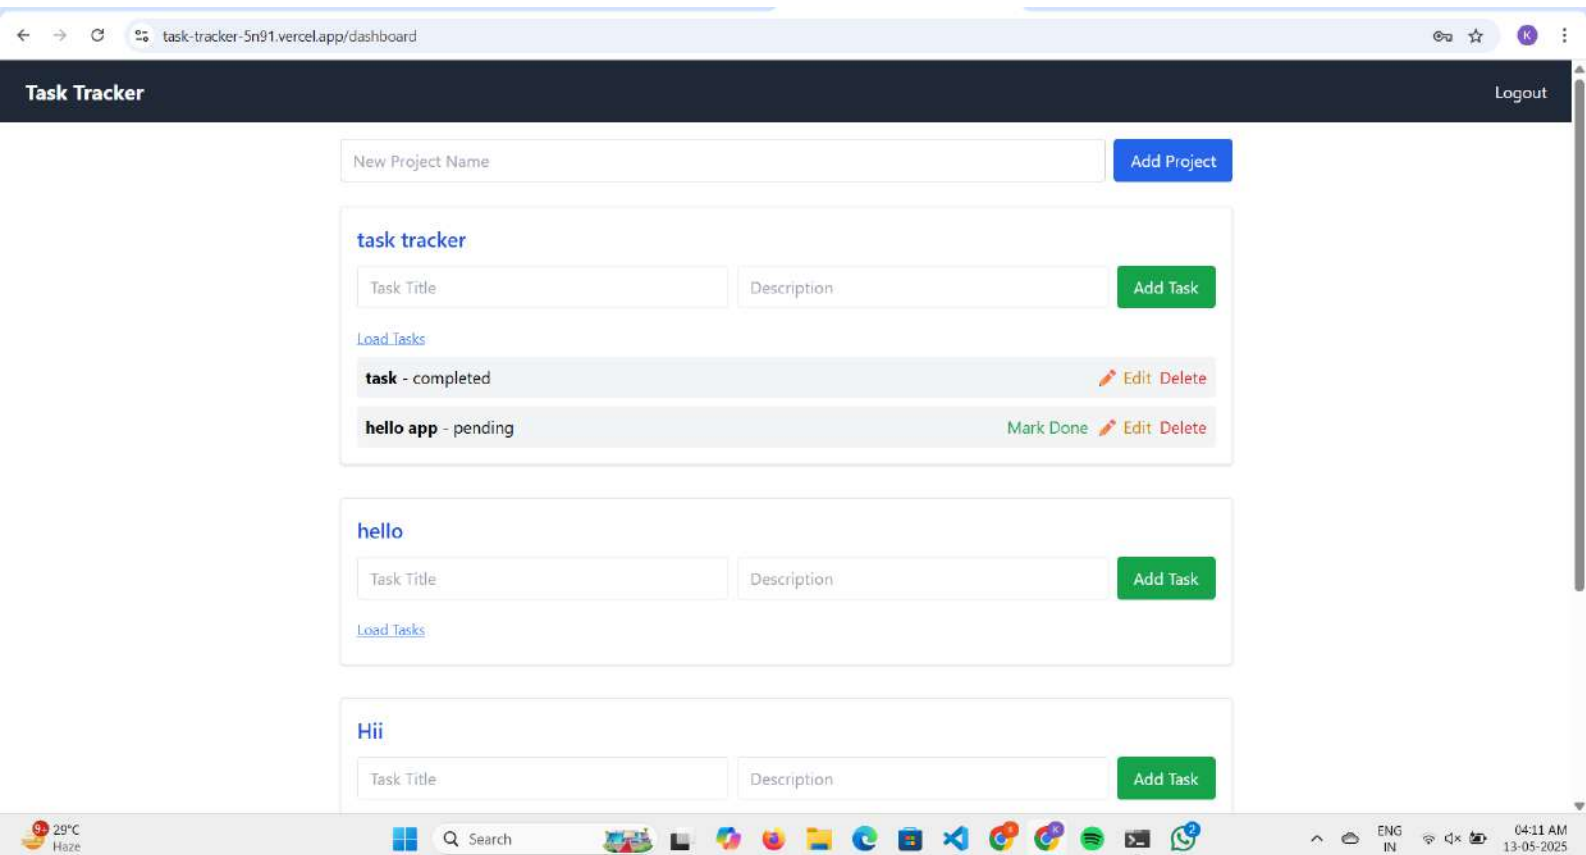 task-tracker-5n91.vercel.app/dashboard
K
Task Tracker
Logout
New Project Name
Add Project
task tracker
Task Title
Description
Add Task
Load Tasks
task - completed
Edit Delete
hello app - pending
Mark Done
Edit Delete
hello
Task Title
Description
Add Task
Load Tasks
Hii
Task Title
Description
Add Task
9+
29°C
Haze
Search
K
2
ENG
IN
04:11 AM
13-05-2025